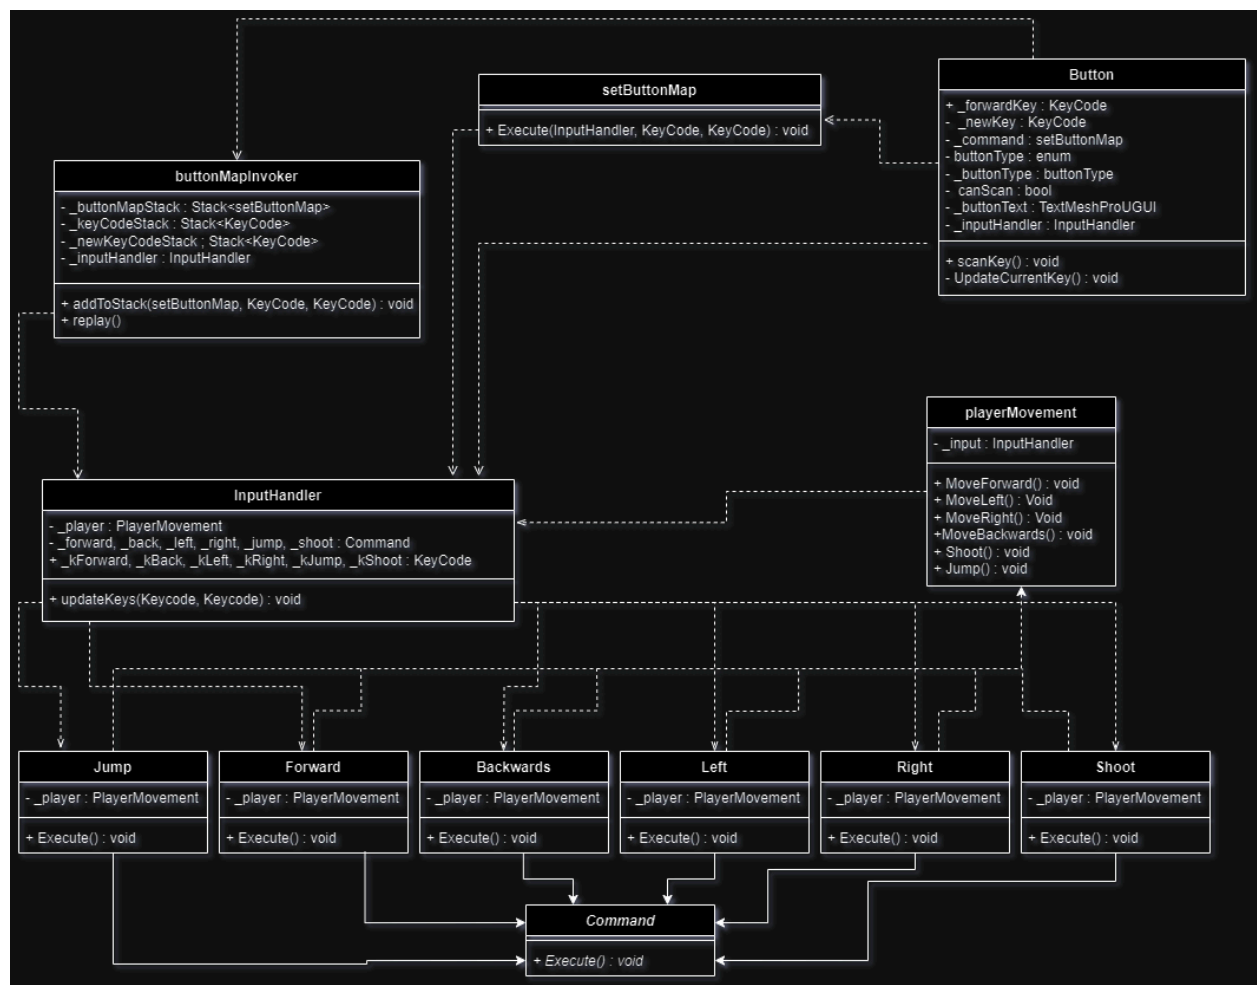 Button
+ _forwardKey : KeyCode
- _newKey : KeyCode
- _command : setButtonMap
- buttonType : enum
- _buttonType : buttonType
- canScan : bool
- _buttonText : TextMeshProUGUI
- _inputHandler : InputHandler
+ scanKey() : void
- UpdateCurrentKey() : void
setButtonMap
+ Execute(InputHandler, KeyCode, KeyCode) : void
buttonMapInvoker
- _buttonMapStack : Stack<setButtonMap>
- _keyCodeStack : Stack<KeyCode>
- _newKeyCodeStack ; Stack<KeyCode>
- _inputHandler : InputHandler
+ addToStack(setButtonMap, KeyCode, KeyCode) : void
+ replay()
playerMovement
- _input : InputHandler
+ MoveForward() : void
+ MoveLeft() : Void
+ MoveRight() : Void
+MoveBackwards() : void
+ Shoot() : void
+ Jump() : void
InputHandler
- _player : PlayerMovement
- _forward, _back, _left, _right, _jump, _shoot : Command
+ _kForward, _kBack, _kLeft, _kRight, _kJump, _kShoot : KeyCode
+ updateKeys(Keycode, Keycode) : void
Jump
- _player : PlayerMovement
+ Execute() : void
Forward
- _player : PlayerMovement
+ Execute() : void
Backwards
- _player : PlayerMovement
+ Execute() : void
Left
- _player : PlayerMovement
+ Execute() : void
Right
- _player : PlayerMovement
+ Execute() : void
Shoot
- _player : PlayerMovement
+ Execute() : void
Command
+ Execute() : void